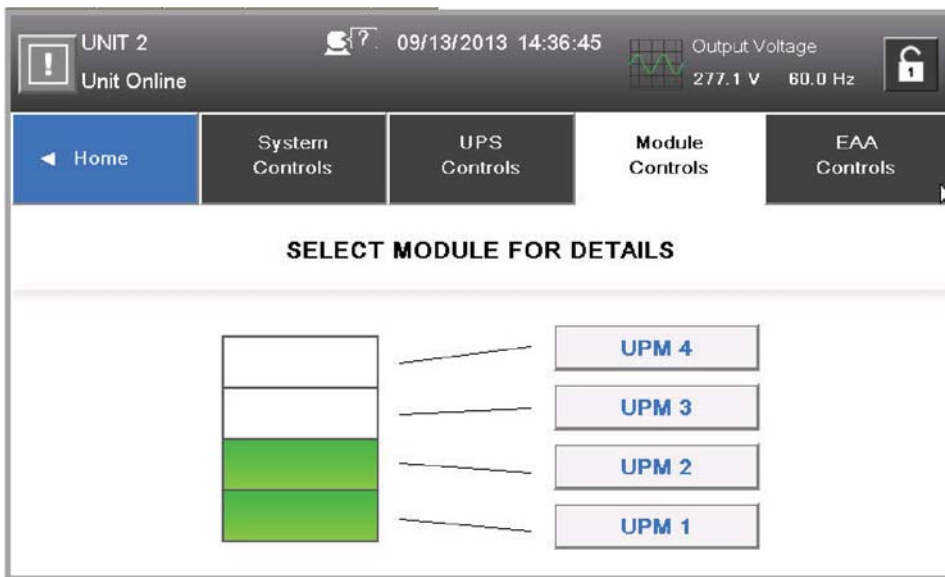 UNIT 2
Unit Online
?
09/13/2013 14:36:45
Output Voltage
277.1 V 60.0 Hz
1
◄ Home
System
Controls
UPS
Controls
Module
Controls
EAA
Controls
SELECT MODULE FOR DETAILS
UPM 4
UPM 3
UPM 2
UPM 1